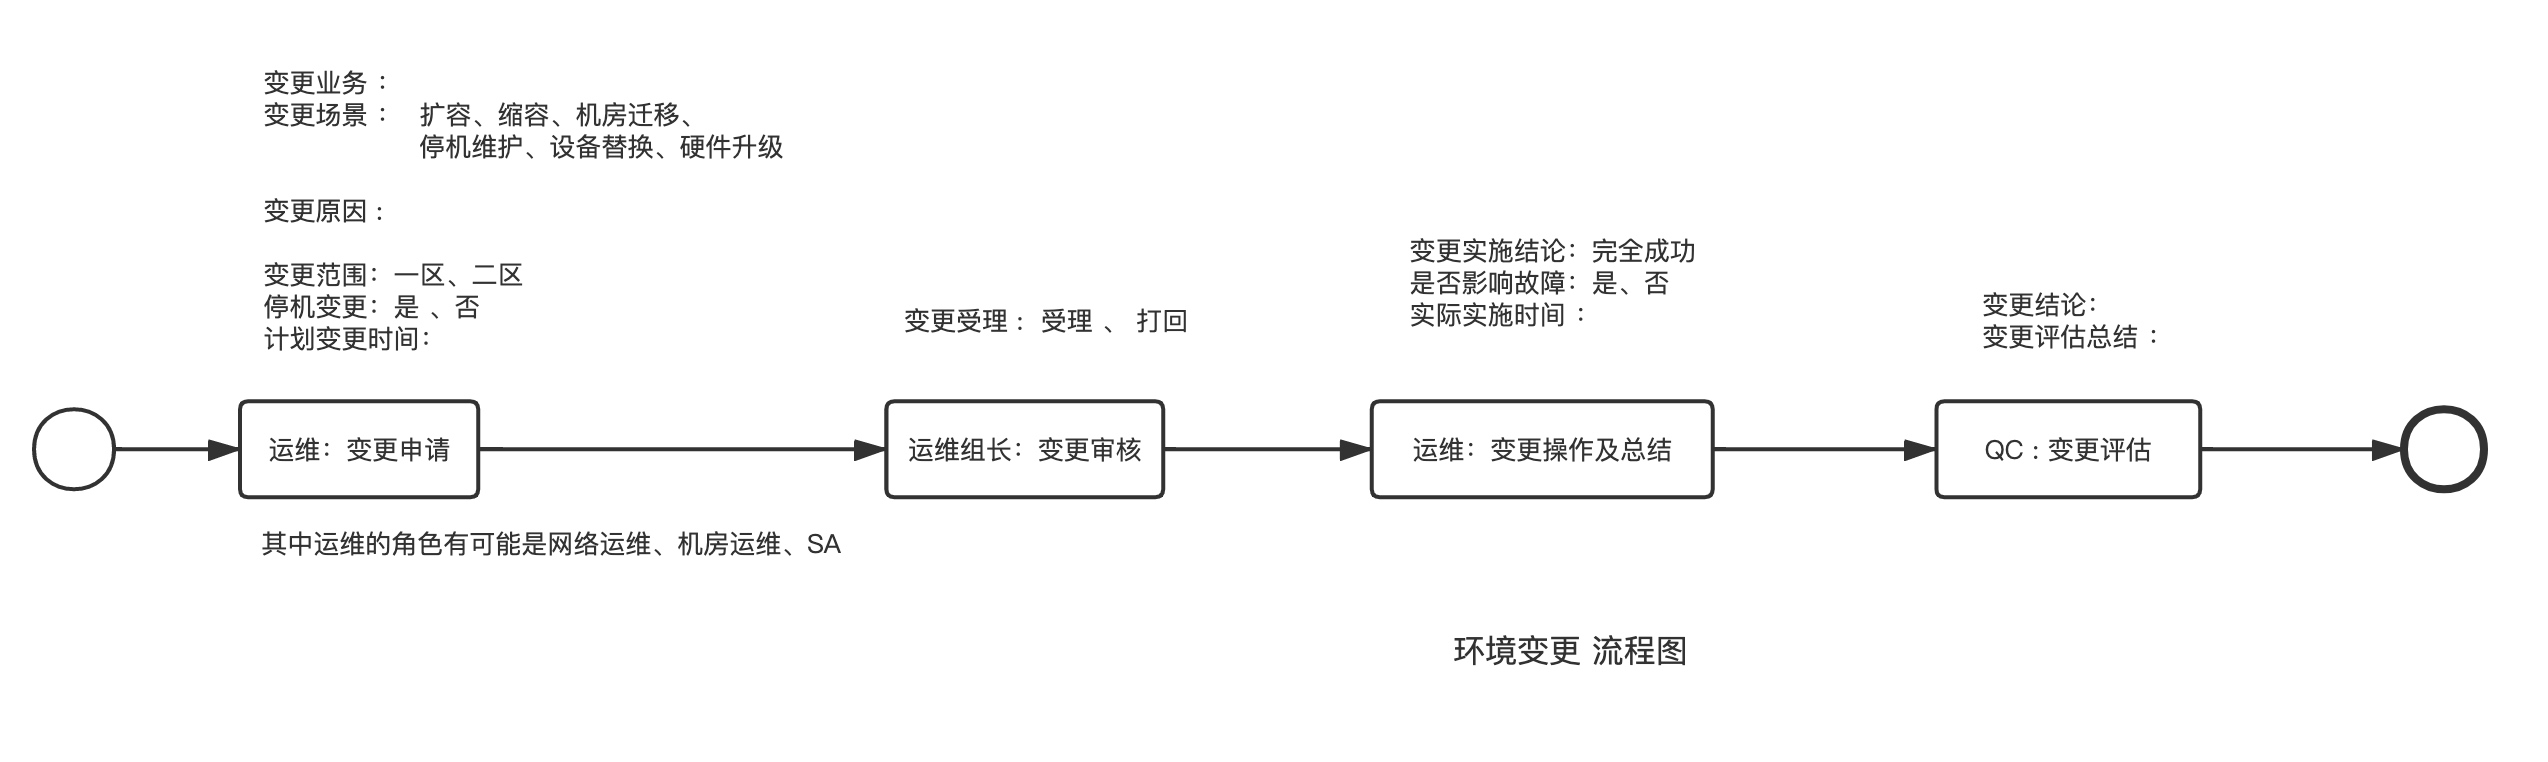 变更业务：
变更场景： 扩容、缩容、机房迁移、
停机维护、设备替换、硬件升级
变更原因：
变更范围：一区、二区
停机变更：是 、否
计划变更时间：
变更受理： 受理 、 打回
变更实施结论：完全成功
是否影响故障：是、否
实际实施时间：
变更结论：
变更评估总结：
运维：变更申请
运维组长：变更审核
运维：变更操作及总结
QC：变更评估
其中运维的角色有可能是网络运维、机房运维、SA
环境变更 流程图